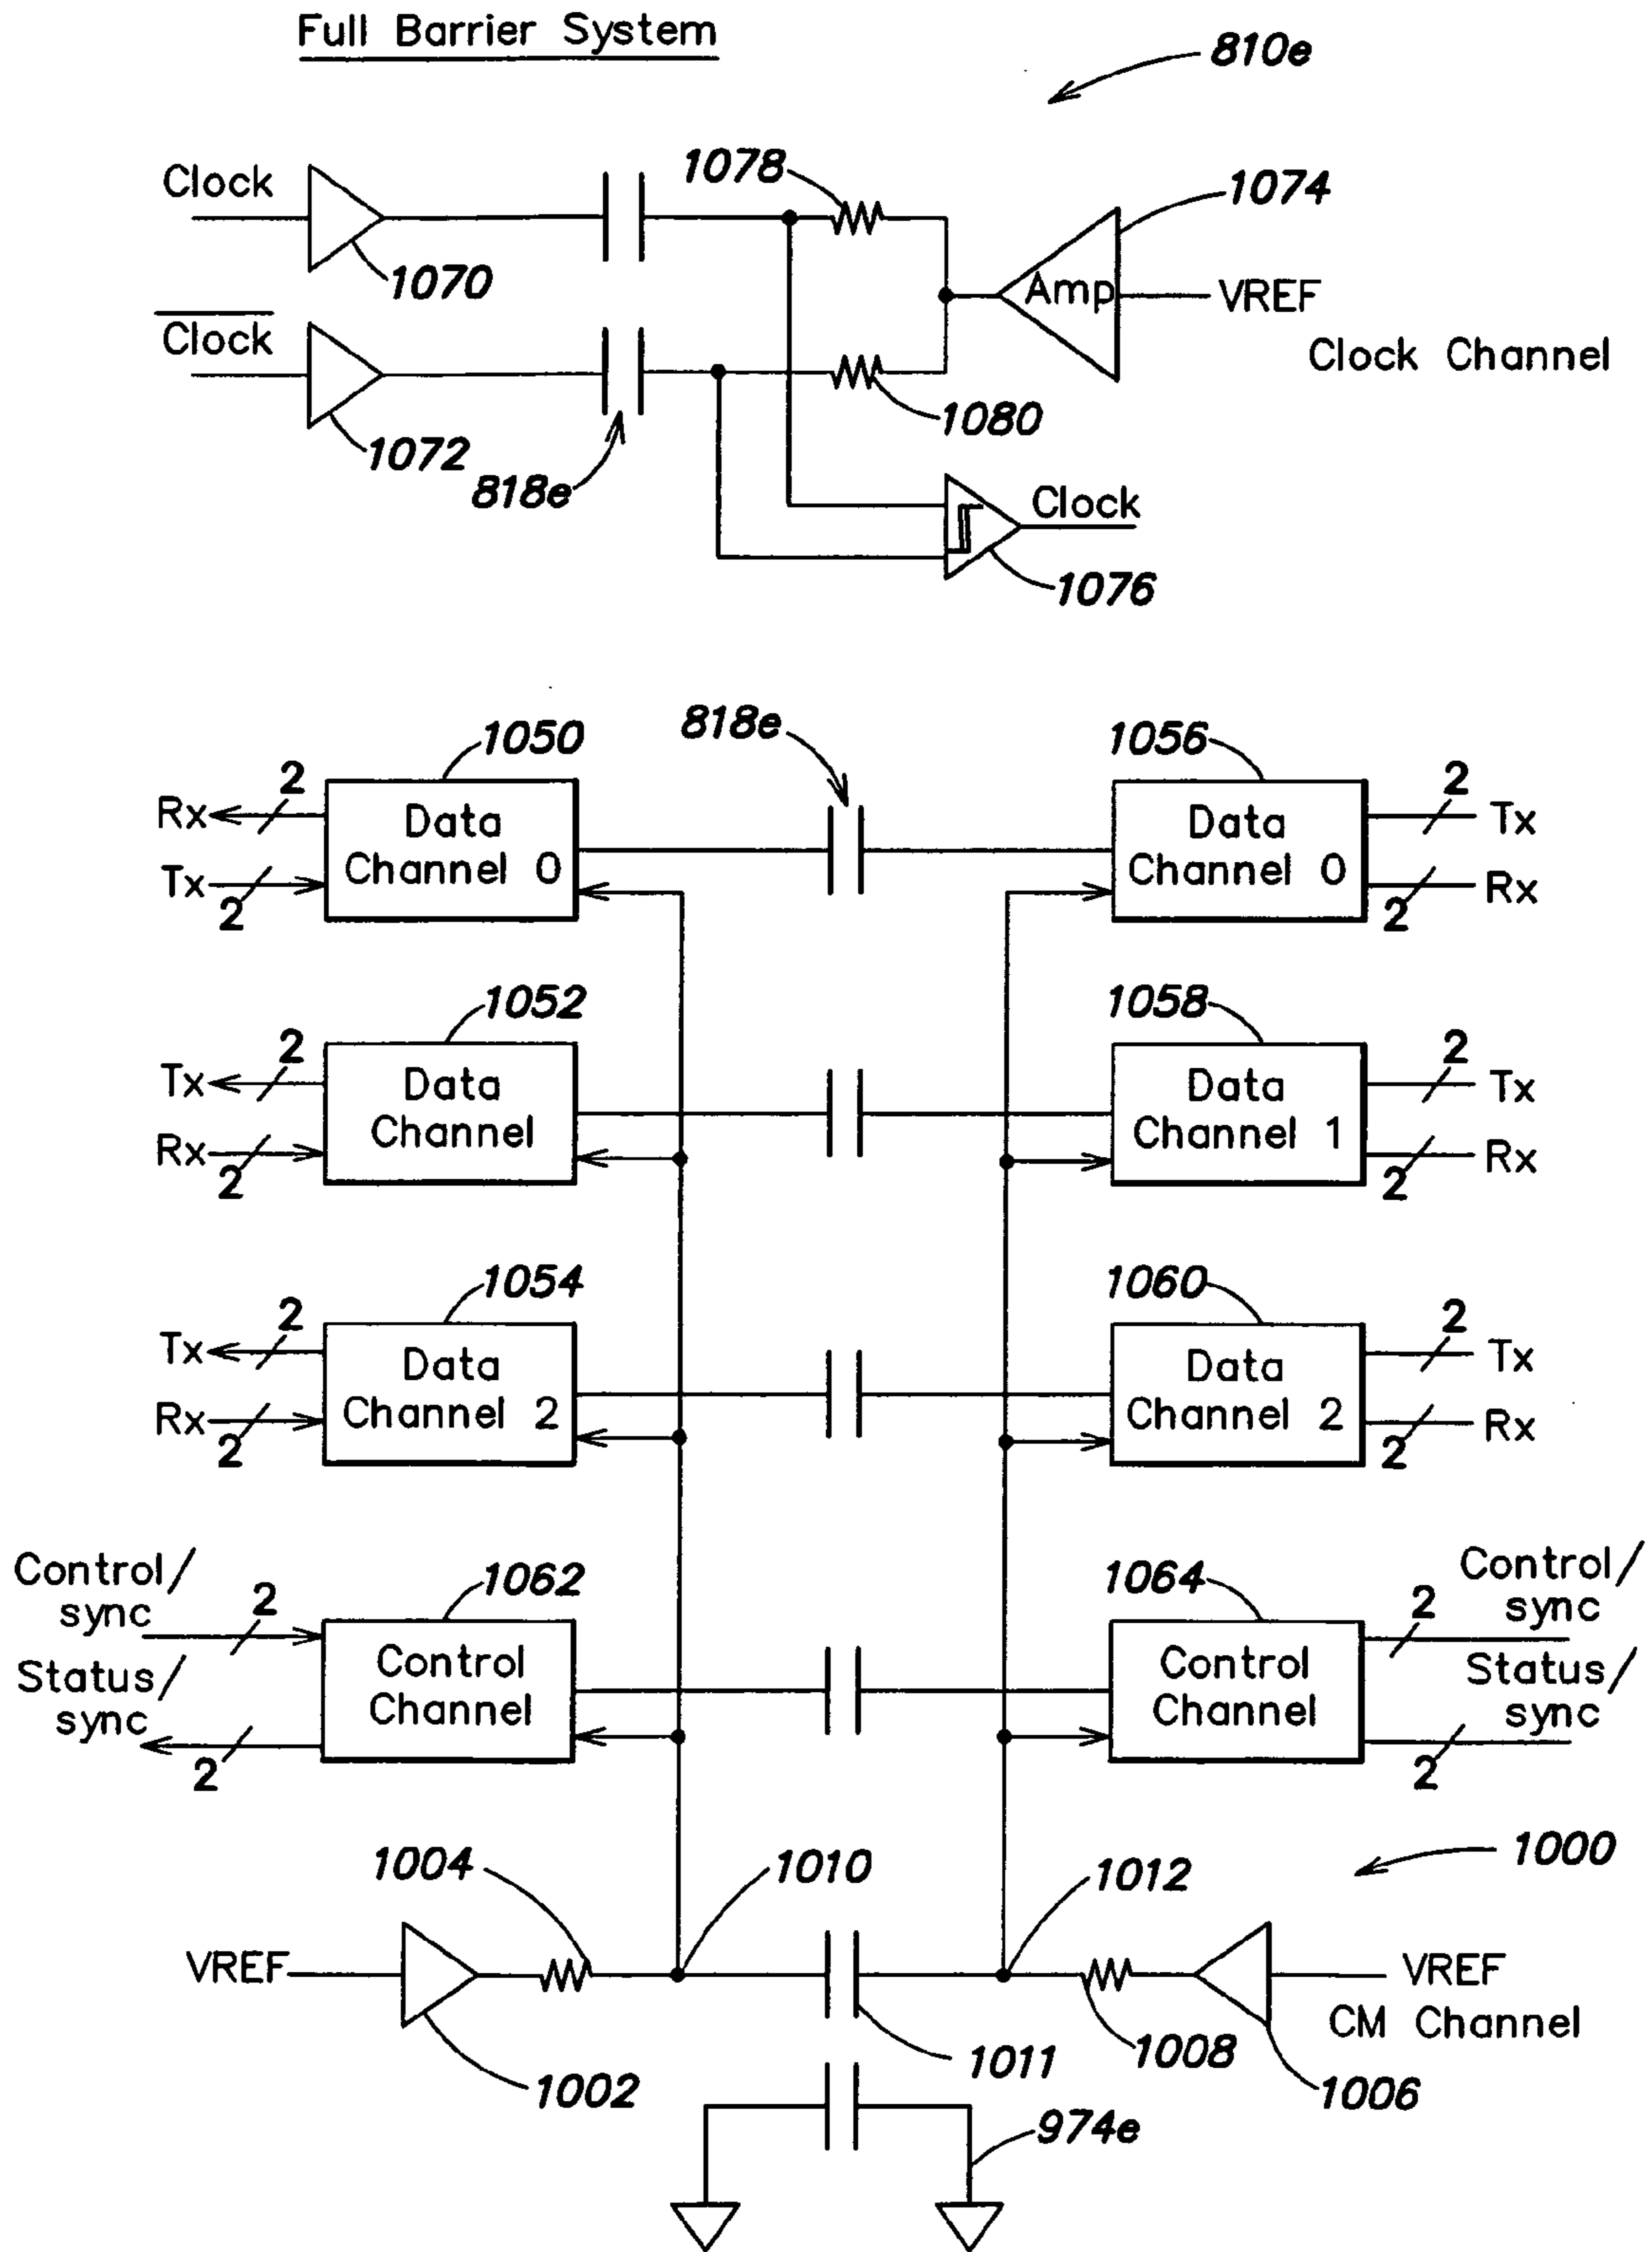 Full Barrier System
810e
Clock
1078
1074
1070
Amp
VREF
Clock
Clock Channel
1072
1080
818e
Clock
1076
1050
818e
1056
Rx
2
Data
Channel 0
Data
Channel 0
2
Tx
Tx
2
2
Rx
1052
1058
Tx
2
Data
Channel
Data
Channel 1
2
Tx
Rx
2
2
Rx
1054
1060
Tx
2
Data
Channel 2
Data
Channel 2
2
Tx
Rx
2
2
Rx
Control/
sync
2
1062
1064
2
Control/
sync
Status/
sync
2
Control
Channel
Control
Channel
Status/
sync
2
1004
1010
1012
1000
VREF
VREF
CM Channel
1002
1011
1008
1006
974e